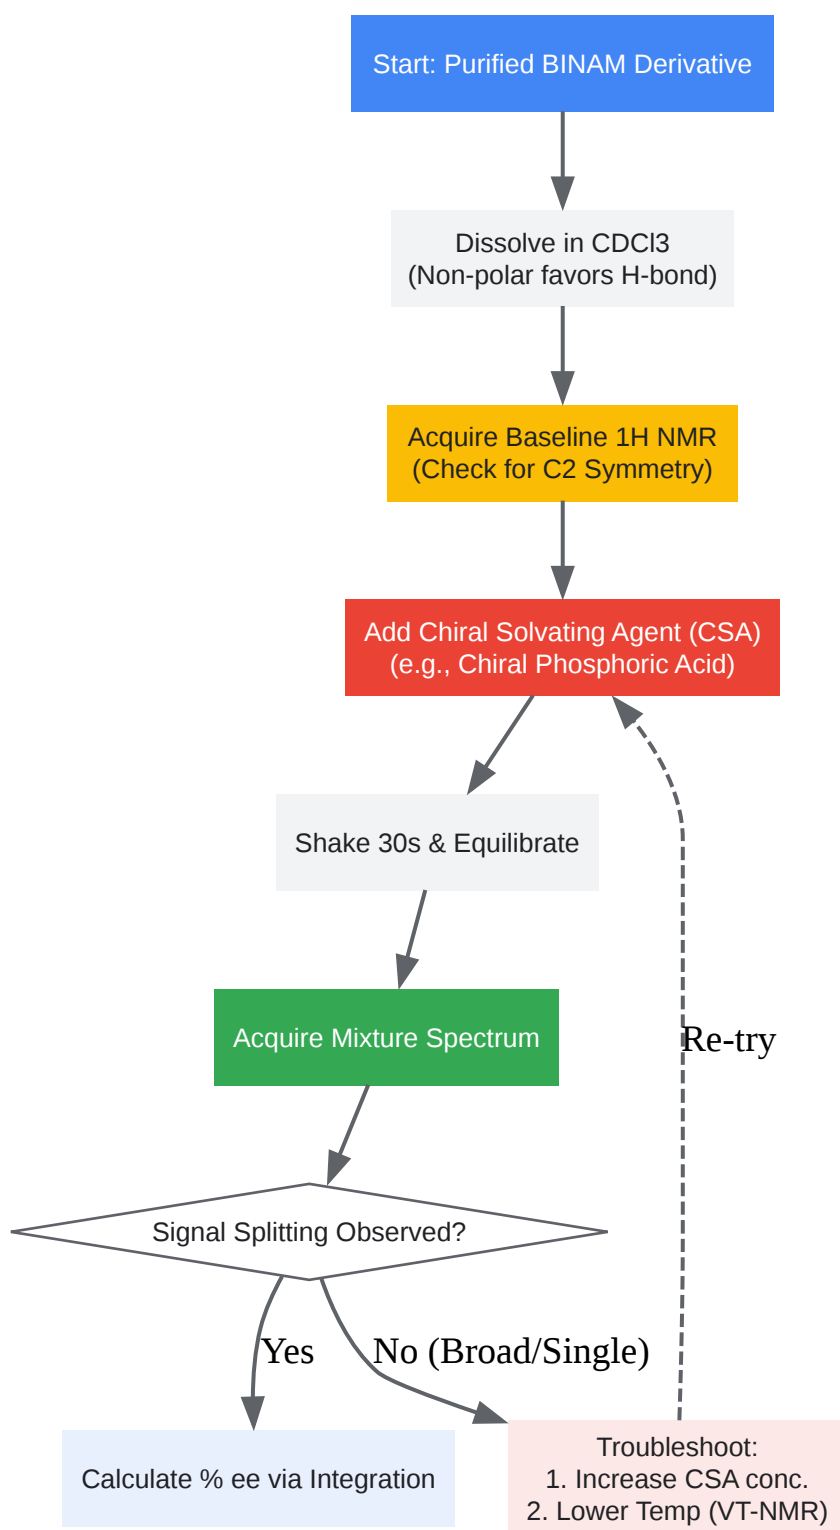 Start: Purified BINAM Derivative
Dissolve in CDCl3
(Non-polar favors H-bond)
Acquire Baseline 1H NMR
(Check for C2 Symmetry)
Add Chiral Solvating Agent (CSA)
(e.g., Chiral Phosphoric Acid)
Shake 30s & Equilibrate
Acquire Mixture Spectrum
Re-try
Signal Splitting Observed?
Yes
No (Broad/Single)
Calculate % ee via Integration
Troubleshoot:
1. Increase CSA conc.
2. Lower Temp (VT-NMR)